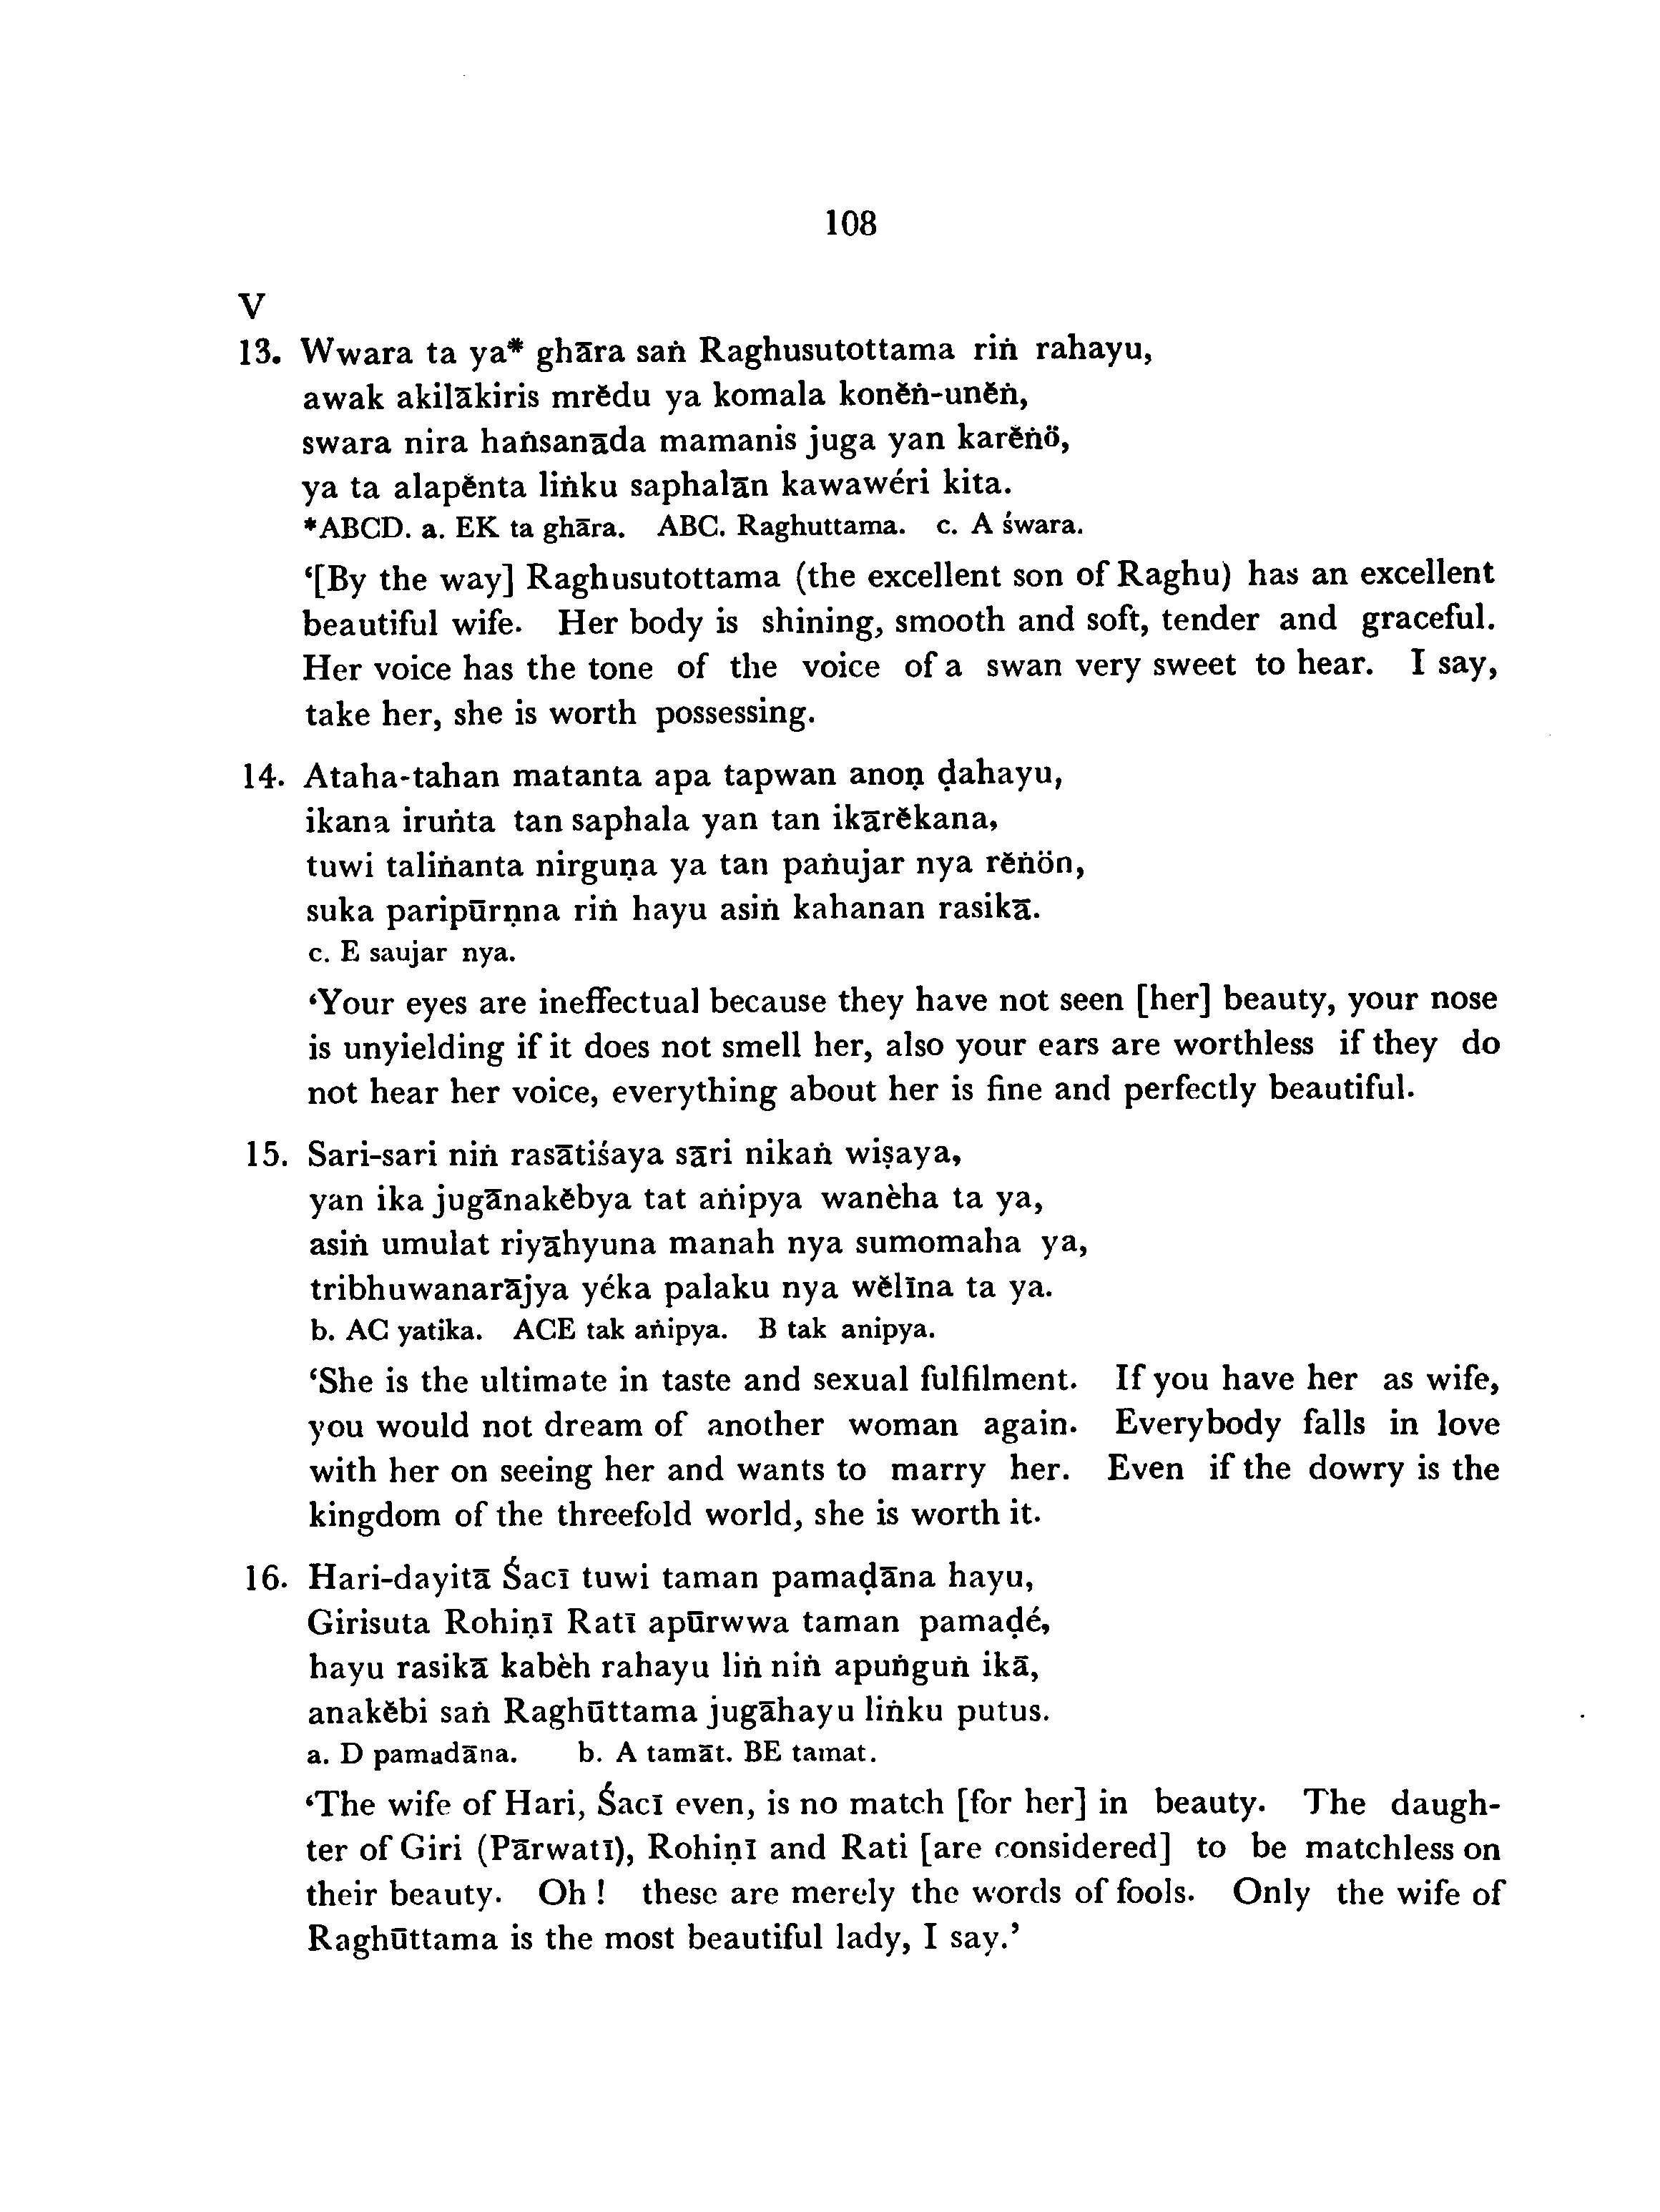 108
V
13. Wwara ta ya* ghāra saṅ Raghusutottama riṅ rahayu,
awak akilākiris mrĕdu ya komala konĕṅ-unĕṅ,
swara nira haṅsanāda mamanis juga yan karĕṅö,
ya ta alapĕnta liṅku saphalān kawawéri kita.
*ABCD. a. EK ta ghāra. ABC. Raghuttama. c. A śwara.
‘[By the way] Raghusutottama (the excellent son of Raghu) has an excellent
beautiful wife. Her body is shining, smooth and soft, tender and graceful.
Her voice has the tone of the voice of a swan very sweet to hear. I say,
take her, she is worth possessing.
14. Ataha-tahan matanta apa tapwan anoṇ ḍahayu,
ikana iruṅta tan saphala yan tan ikārĕkana,
tuwi taliṅanta nirguṇa ya tan paṅujar nya rĕṅön,
suka paripūrṇna riṅ hayu asiṅ kahanan rasikā.
c. E saujar nya.
‘Your eyes are ineffectual because they have not seen [her] beauty, your nose
is unyielding if it does not smell her, also your ears are worthless if they do
not hear her voice, everything about her is fine and perfectly beautiful.
15. Sari-sari niṅ rasātiśaya sāri nikaṅ wiṣaya,
yan ika jugānakĕbya tat aṅipya wanèha ta ya,
asiṅ umulat riyāhyuna manah nya sumomaha ya,
tribhuwanarājya yéka palaku nya wĕlīna ta ya.
b. AC yatika. ACE tak aṅipya. B tak anipya.
‘She is the ultimate in taste and sexual fulfilment. If you have her as wife,
you would not dream of another woman again. Everybody falls in love
with her on seeing her and wants to marry her. Even if the dowry is the
kingdom of the threefold world, she is worth it.
16. Hari-dayitā Śacī tuwi taman pamaḍāna hayu,
Girisuta Rohiṇī Ratī apūrwwa taman pamaḍé,
hayu rasikā kabèh rahayu liṅ niṅ apuṅguṅ ikā,
anakĕbi saṅ Raghūttama jugāhayu liṅku putus.
a. D pamadāna. b. A tamāt. BE tamat.
‘The wife of Hari, Śacī even, is no match [for her] in beauty. The daugh-
ter of Giri (Pārwatī), Rohiṇī and Rati [are considered] to be matchless on
their beauty. Oh ! these are merely the words of fools. Only the wife of
Raghūttama is the most beautiful lady, I say.’